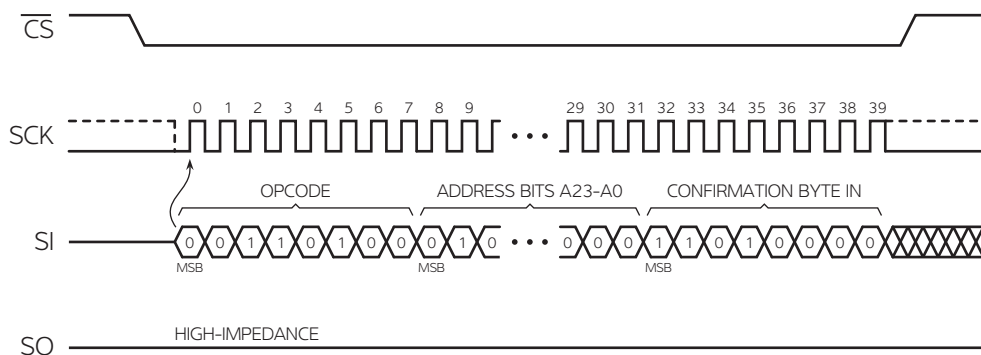 CS
SCK
0 1 2 3 4 5 6 7 8 9 29 30 31 32 33 34 35 36 37 38 39
OPCODE ADDRESS BITS A23-A0 CONFIRMATION BYTE IN
SI
0 0 1 1 0 1 0 0 0 1 0 0 0 0 1 1 0 1 0 0 0 0
MSB MSB MSB
HIGH-IMPEDANCE
SO